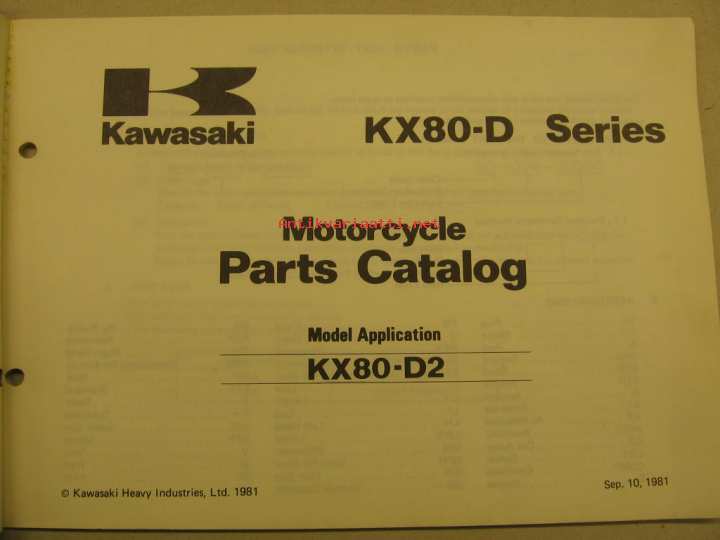 Kawasaki
KX80-D Series
Antikvariaatti.net
Motorcycle
Parts Catalog
Model Application
KX80-D2
© Kawasaki Heavy Industries, Ltd. 1981
Sep. 10, 1981